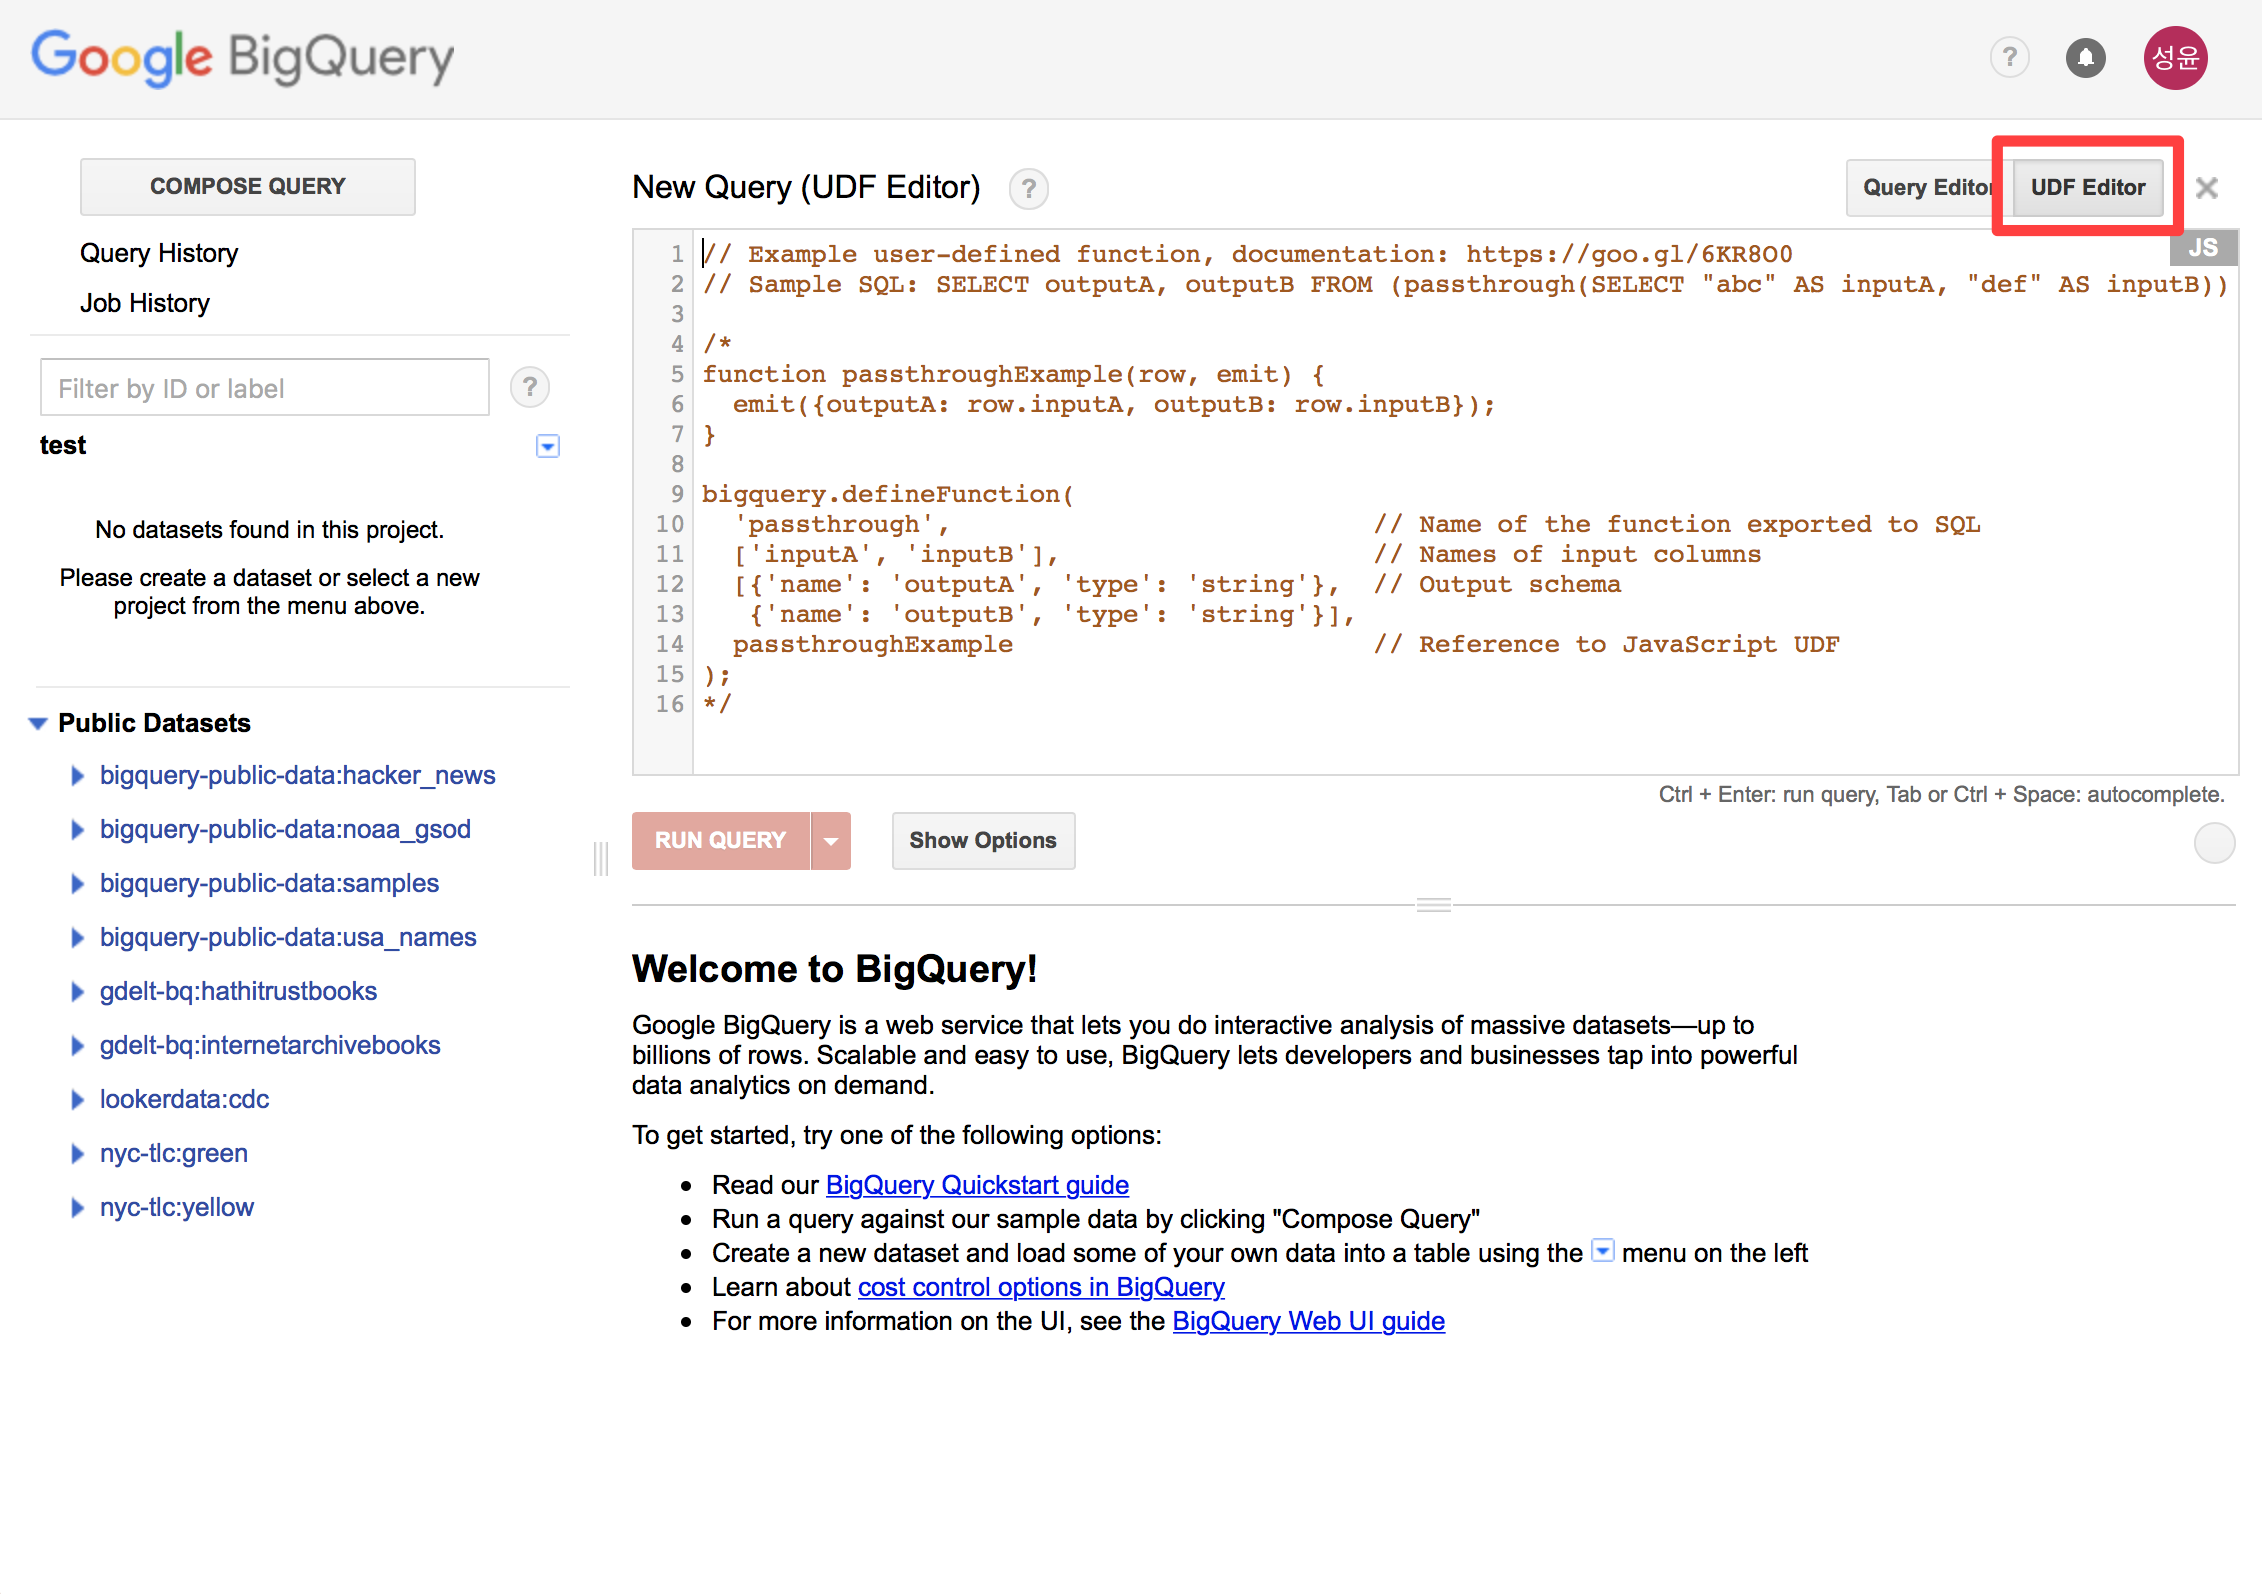 Google BigQuery
?
성윤
COMPOSE QUERY
Query History
Job History
Filter by ID or label
?
test
No datasets found in this project.
Please create a dataset or select a new
project from the menu above.
Public Datasets
bigquery-public-data:hacker_news
bigquery-public-data:noaa_gsod
bigquery-public-data:samples
bigquery-public-data:usa_names
gdelt-bq:hathitrustbooks
gdelt-bq:internetarchivebooks
lookerdata:cdc
nyc-tlc:green
nyc-tlc:yellow
New Query (UDF Editor) ?
Query Editor UDF Editor
JS
1 // Example user-defined function, documentation: https://goo.gl/6KR8O0
2 // Sample SQL: SELECT outputA, outputB FROM (passthrough(SELECT "abc" AS inputA, "def" AS inputB))
3
4 /*
5 function passthroughExample(row, emit) {
6   emit({outputA: row.inputA, outputB: row.inputB});
7 }
8
9 bigquery.defineFunction(
10   'passthrough',                           // Name of the function exported to SQL
11   ['inputA', 'inputB'],                    // Names of input columns
12   [{'name': 'outputA', 'type': 'string'},  // Output schema
13    {'name': 'outputB', 'type': 'string'}],
14   passthroughExample                       // Reference to JavaScript UDF
15 );
16 */
Ctrl + Enter: run query, Tab or Ctrl + Space: autocomplete.
RUN QUERY
Show Options
Welcome to BigQuery!
Google BigQuery is a web service that lets you do interactive analysis of massive datasets—up to
billions of rows. Scalable and easy to use, BigQuery lets developers and businesses tap into powerful
data analytics on demand.
To get started, try one of the following options:
• Read our BigQuery Quickstart guide
• Run a query against our sample data by clicking "Compose Query"
• Create a new dataset and load some of your own data into a table using the menu on the left
• Learn about cost control options in BigQuery
• For more information on the UI, see the BigQuery Web UI guide